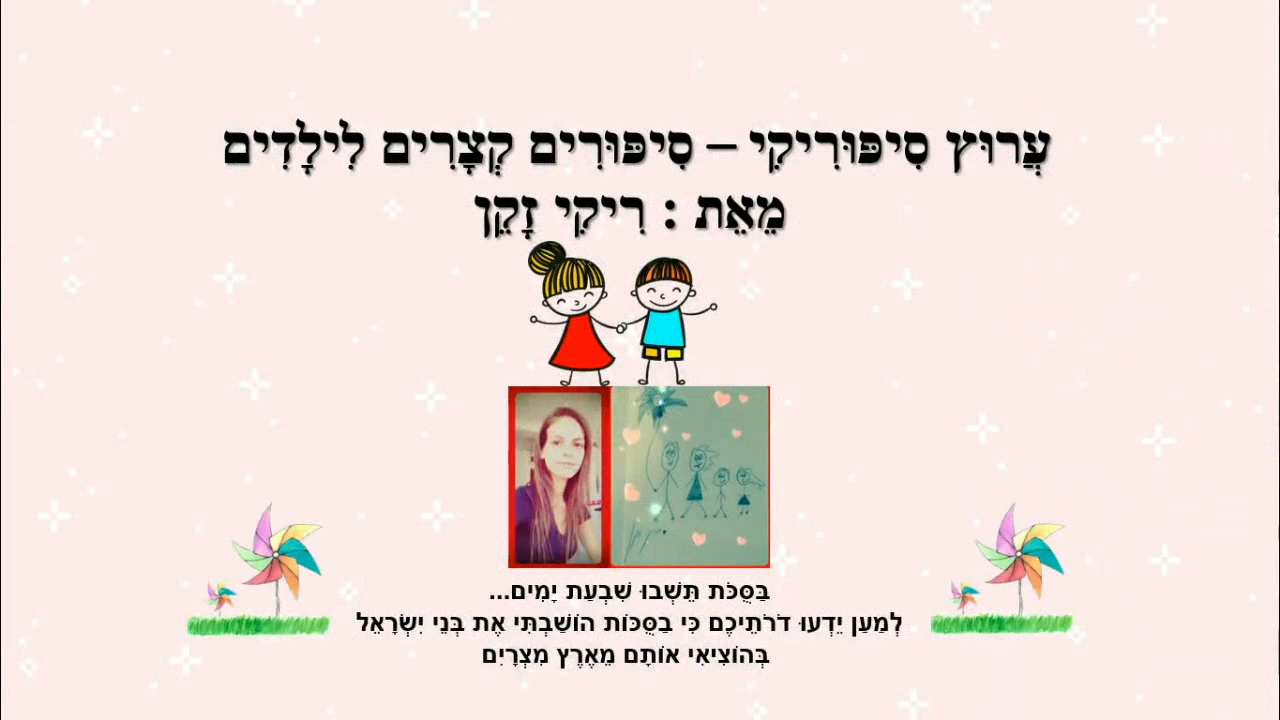 עֲרוּץ סִיפּוּרִיקִי – סִיפּוּרִים קְצָרִים לִילָדִים
מֵאֵת : רִיקִי זָקֵן
בַּסֻּכֹּת תֵּשְׁבוּ שִׁבְעַת יָמִים...
לְמַעַן יֵדְעוּ דֹרֹתֵיכֶם כִּי בַסֻּכּוֹת הוֹשַׁבְתִּי אֶת בְּנֵי יִשְׂרָאֵל
בְּהוֹצִיאִי אוֹתָם מֵאֶרֶץ מִצְרָיִם